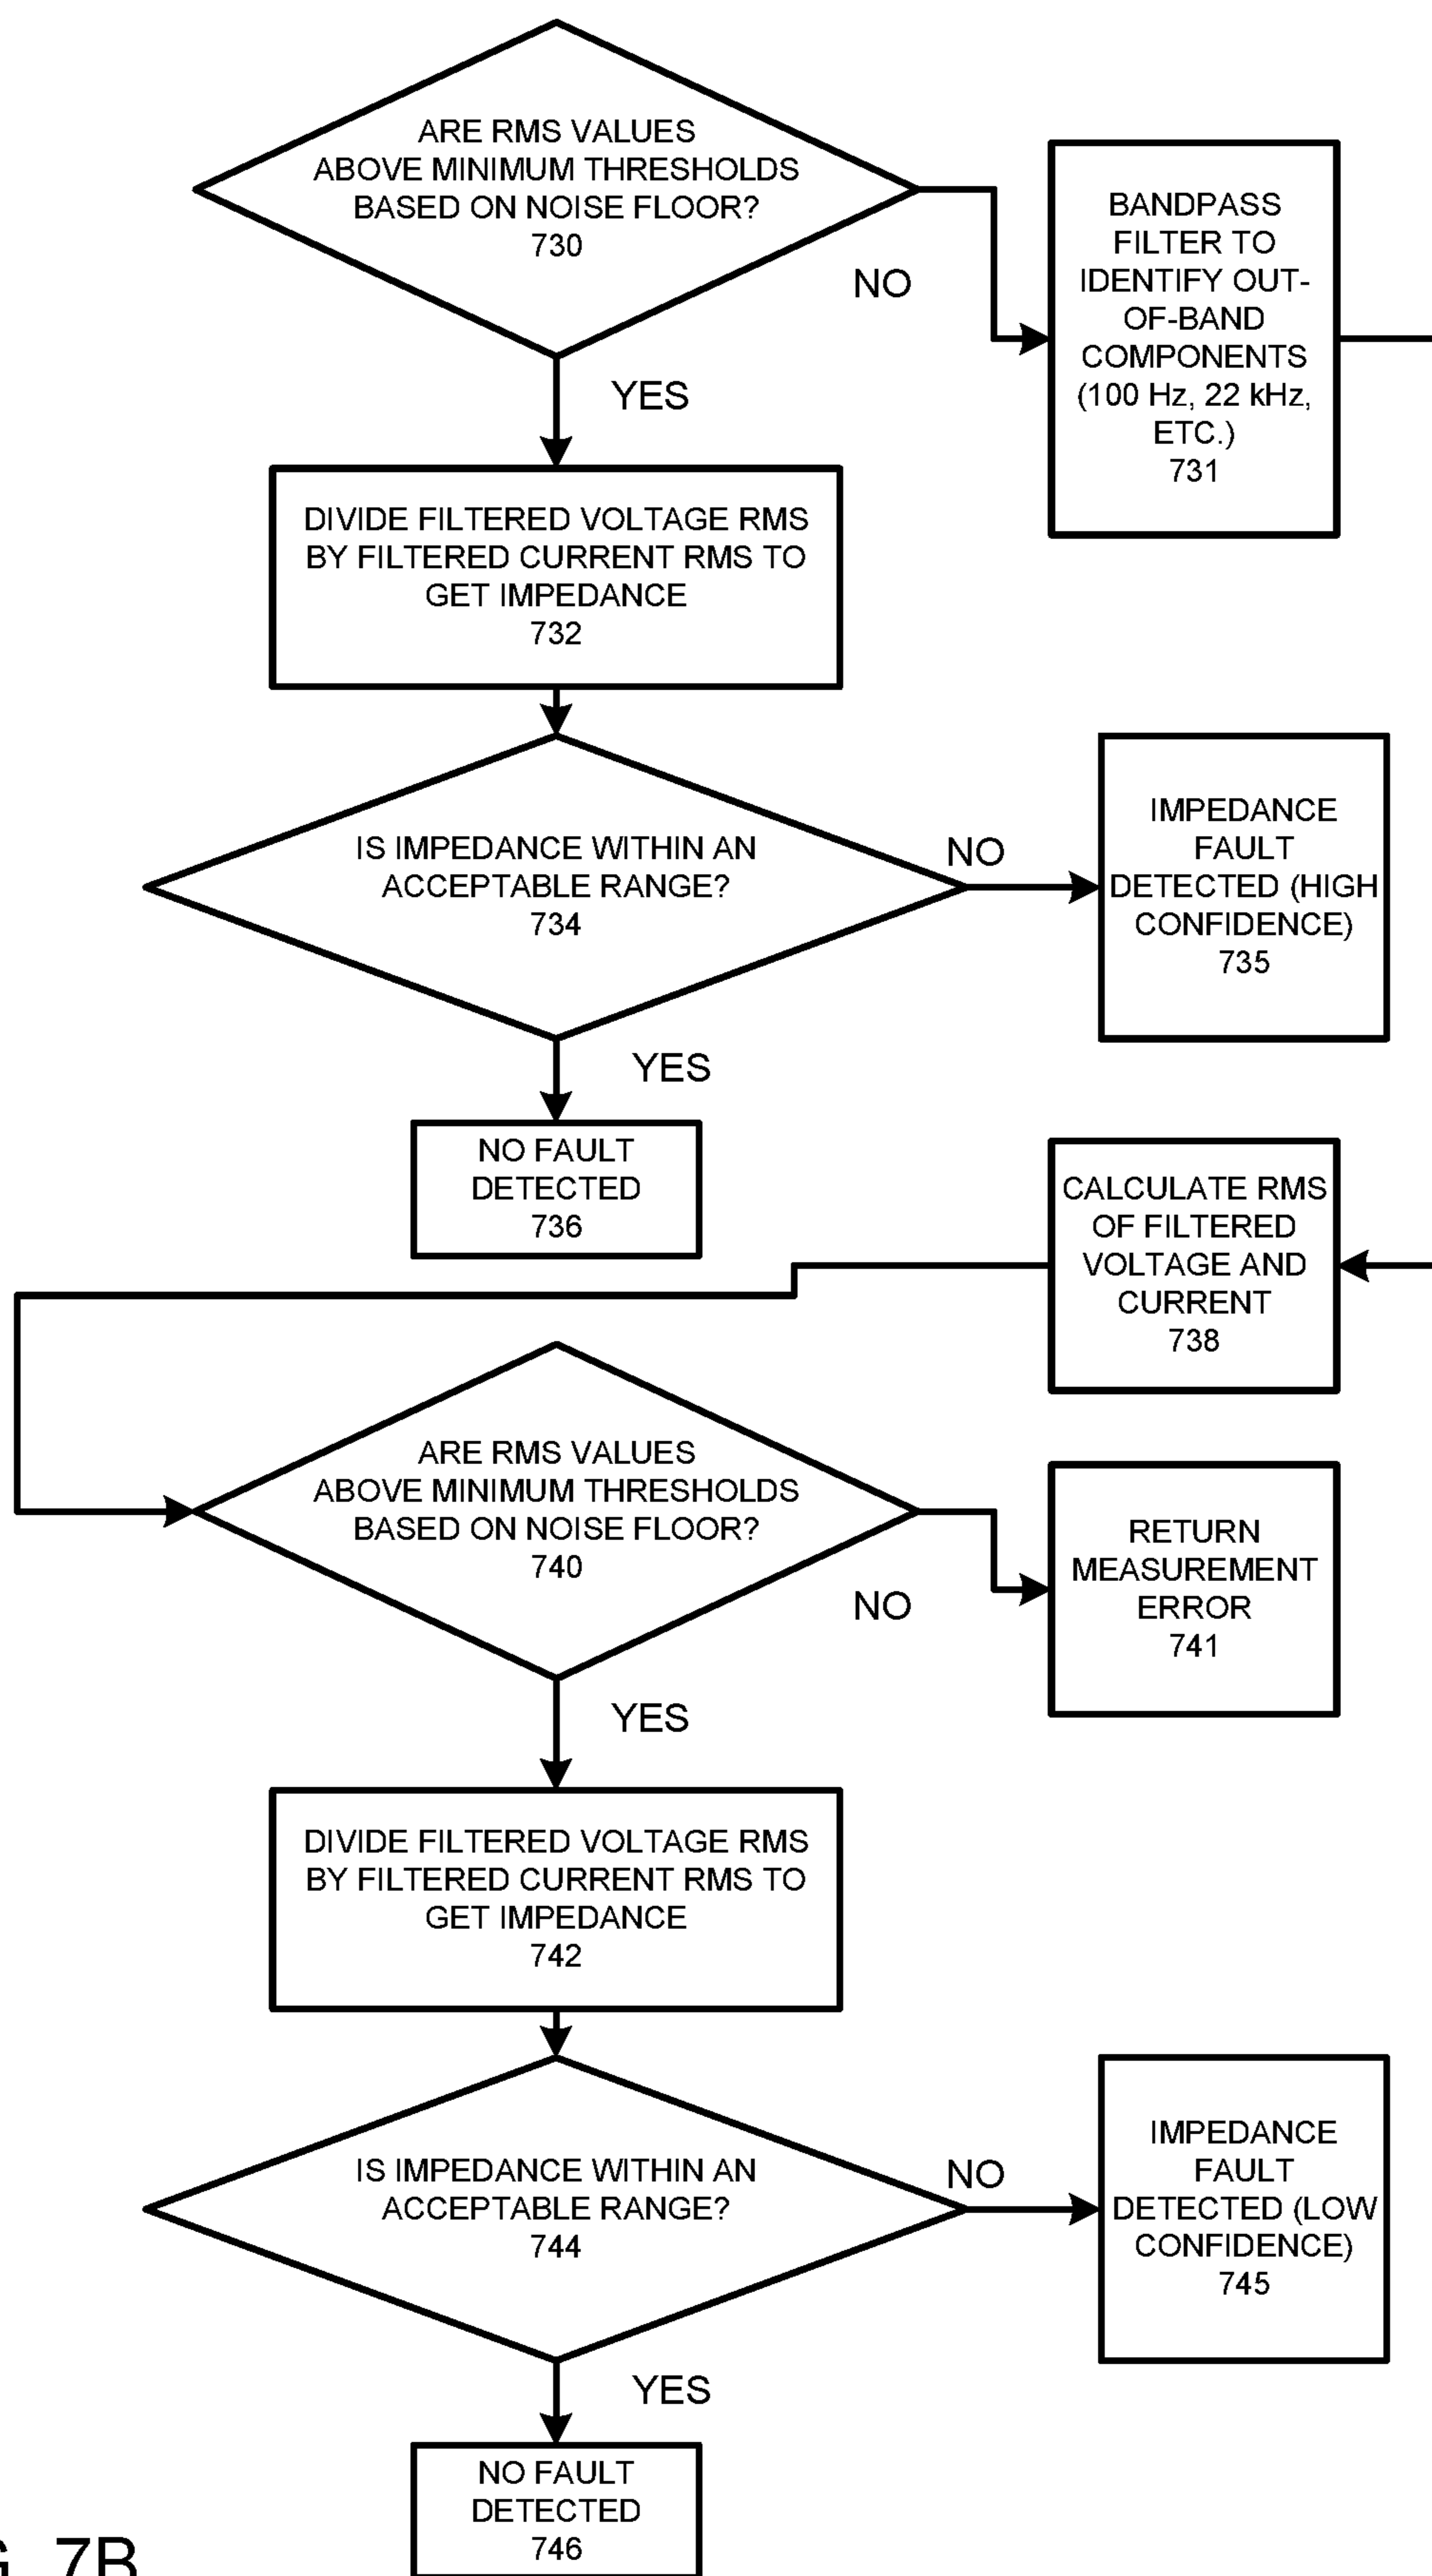 ARE RMS VALUES
ABOVE MINIMUM THRESHOLDS
BASED ON NOISE FLOOR?
730
NO
BANDPASS
FILTER TO
IDENTIFY OUT-
OF-BAND
COMPONENTS
(100 Hz, 22 kHz,
ETC.)
731
YES
DIVIDE FILTERED VOLTAGE RMS
BY FILTERED CURRENT RMS TO
GET IMPEDANCE
732
IS IMPEDANCE WITHIN AN
ACCEPTABLE RANGE?
734
NO
IMPEDANCE
FAULT
DETECTED (HIGH
CONFIDENCE)
735
YES
NO FAULT
DETECTED
736
CALCULATE RMS
OF FILTERED
VOLTAGE AND
CURRENT
738
ARE RMS VALUES
ABOVE MINIMUM THRESHOLDS
BASED ON NOISE FLOOR?
740
NO
RETURN
MEASUREMENT
ERROR
741
YES
DIVIDE FILTERED VOLTAGE RMS
BY FILTERED CURRENT RMS TO
GET IMPEDANCE
742
IS IMPEDANCE WITHIN AN
ACCEPTABLE RANGE?
744
NO
IMPEDANCE
FAULT
DETECTED (LOW
CONFIDENCE)
745
YES
NO FAULT
DETECTED
746
7B